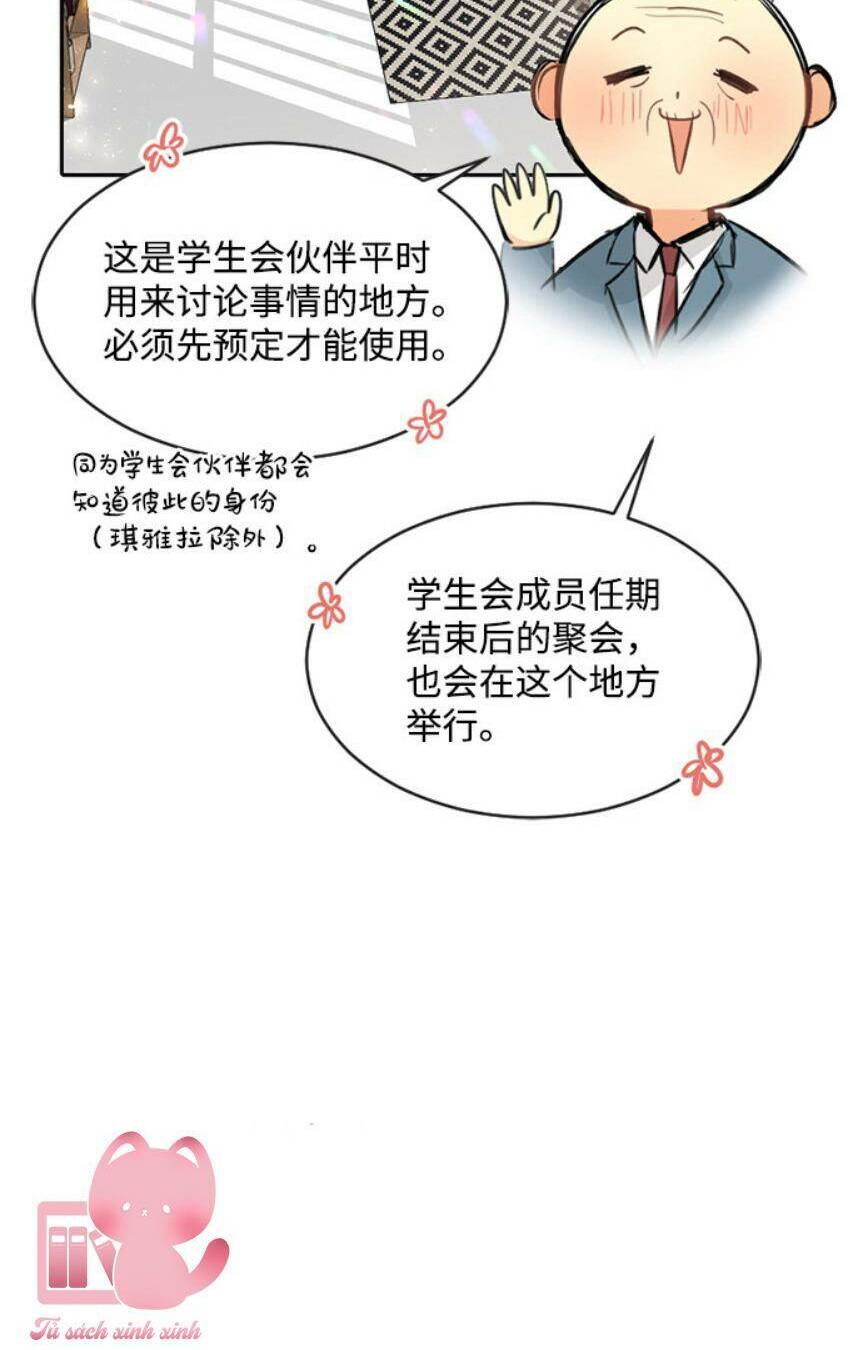 这是学生会伙伴平时
用来讨论事情的地方。
必须先预定才能使用。
因为学生会伙伴都会
知道彼此的身份
（琪雅拉除外）。
学生会成员任期
结束后的聚会，
也会在这个地方
举行。
Tủ sách xinh xinh